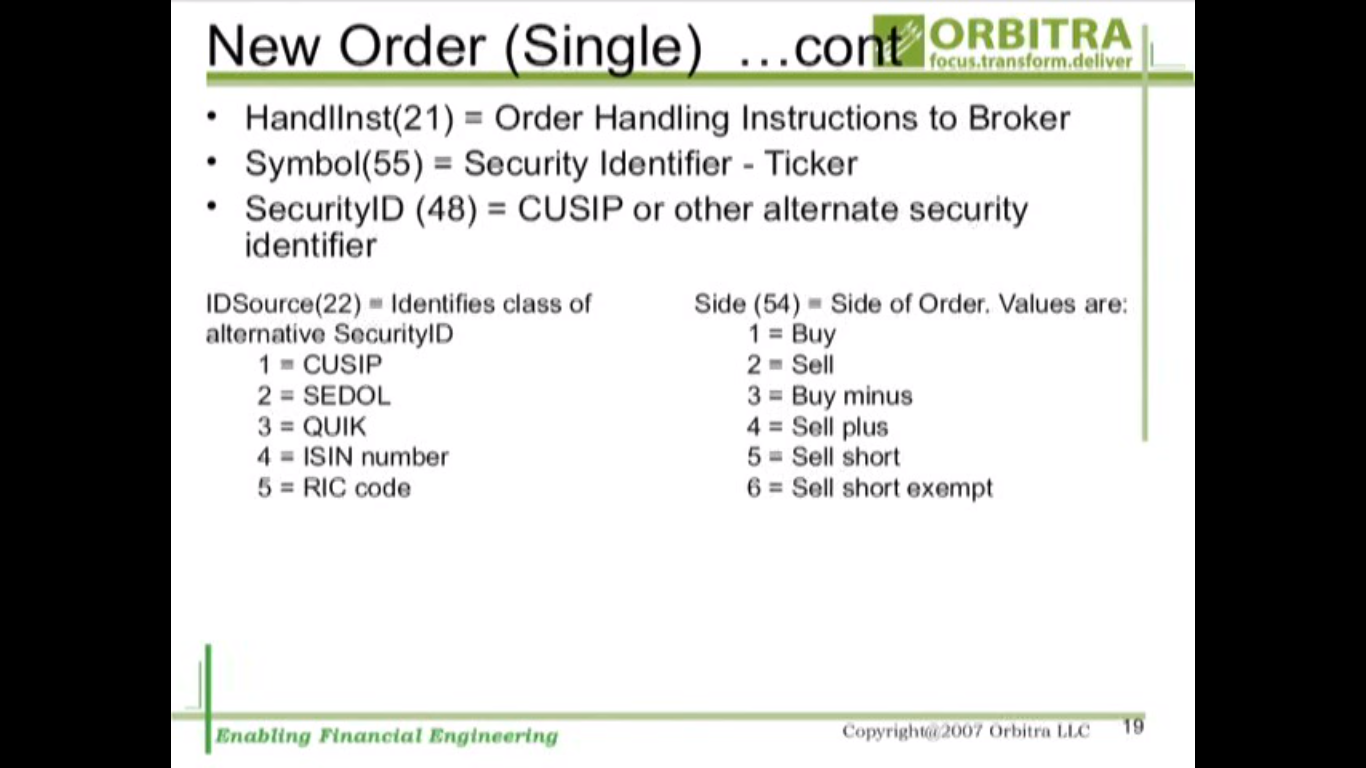 New Order (Single) …cont
ORBITRA
focus.transform.deliver
• HandlInst(21) = Order Handling Instructions to Broker
• Symbol(55) = Security Identifier - Ticker
• SecurityID (48) = CUSIP or other alternate security
identifier
IDSource(22) = Identifies class of
alternative SecurityID
1 = CUSIP
2 = SEDOL
3 = QUIK
4 = ISIN number
5 = RIC code
Side (54) = Side of Order. Values are:
1 = Buy
2 = Sell
3 = Buy minus
4 = Sell plus
5 = Sell short
6 = Sell short exempt
Enabling Financial Engineering
Copyright@2007 Orbitra LLC
19